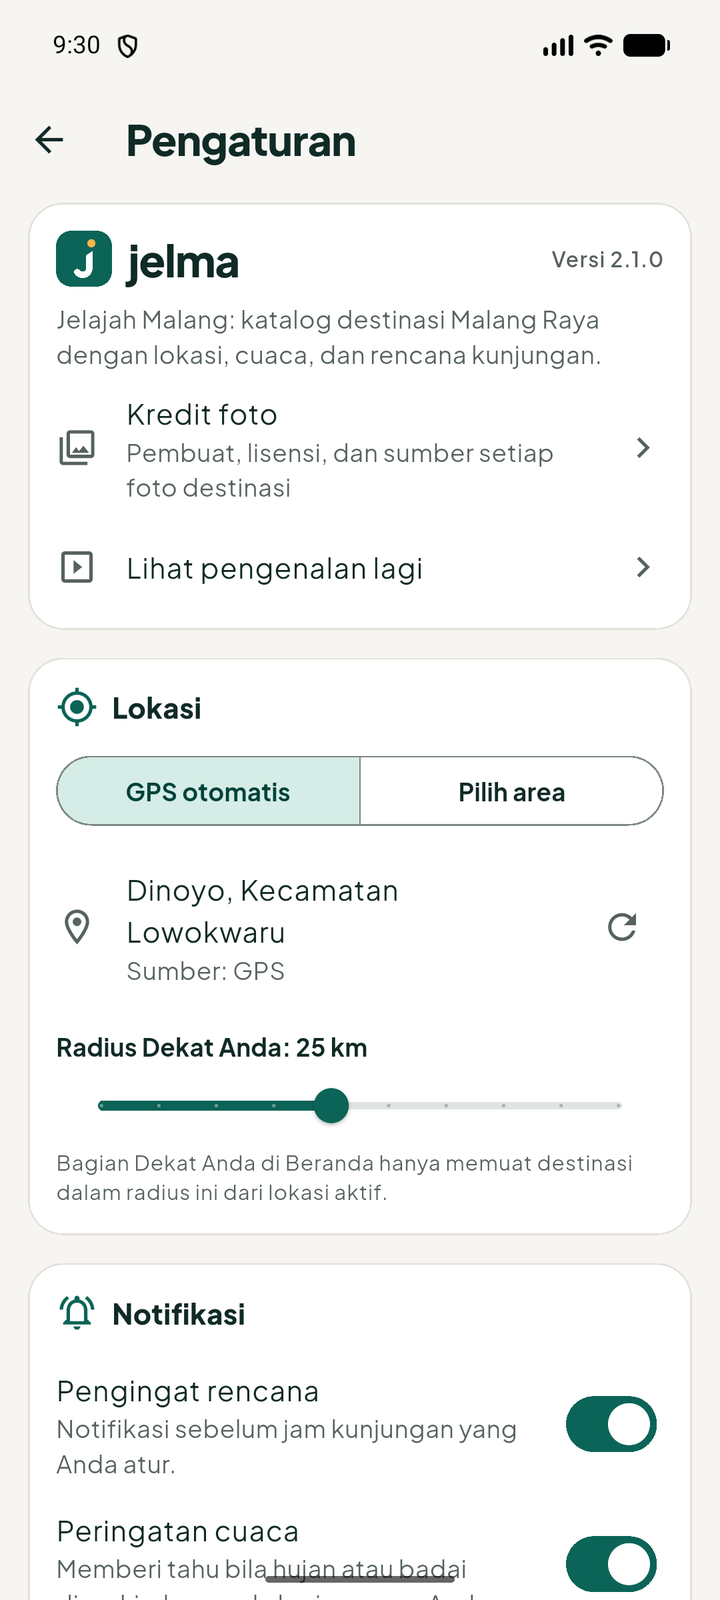 9:30
Pengaturan
jelma
Versi 2.1.0
Jelajah Malang: katalog destinasi Malang Raya
dengan lokasi, cuaca, dan rencana kunjungan.
Kredit foto
Pembuat, lisensi, dan sumber setiap
foto destinasi
Lihat pengenalan lagi
Lokasi
GPS otomatis
Pilih area
Dinoyo, Kecamatan
Lowokwaru
Sumber: GPS
Radius Dekat Anda: 25 km
Bagian Dekat Anda di Beranda hanya memuat destinasi
dalam radius ini dari lokasi aktif.
Notifikasi
Pengingat rencana
Notifikasi sebelum jam kunjungan yang
Anda atur.
Peringatan cuaca
Memberi tahu bila hujan atau badai